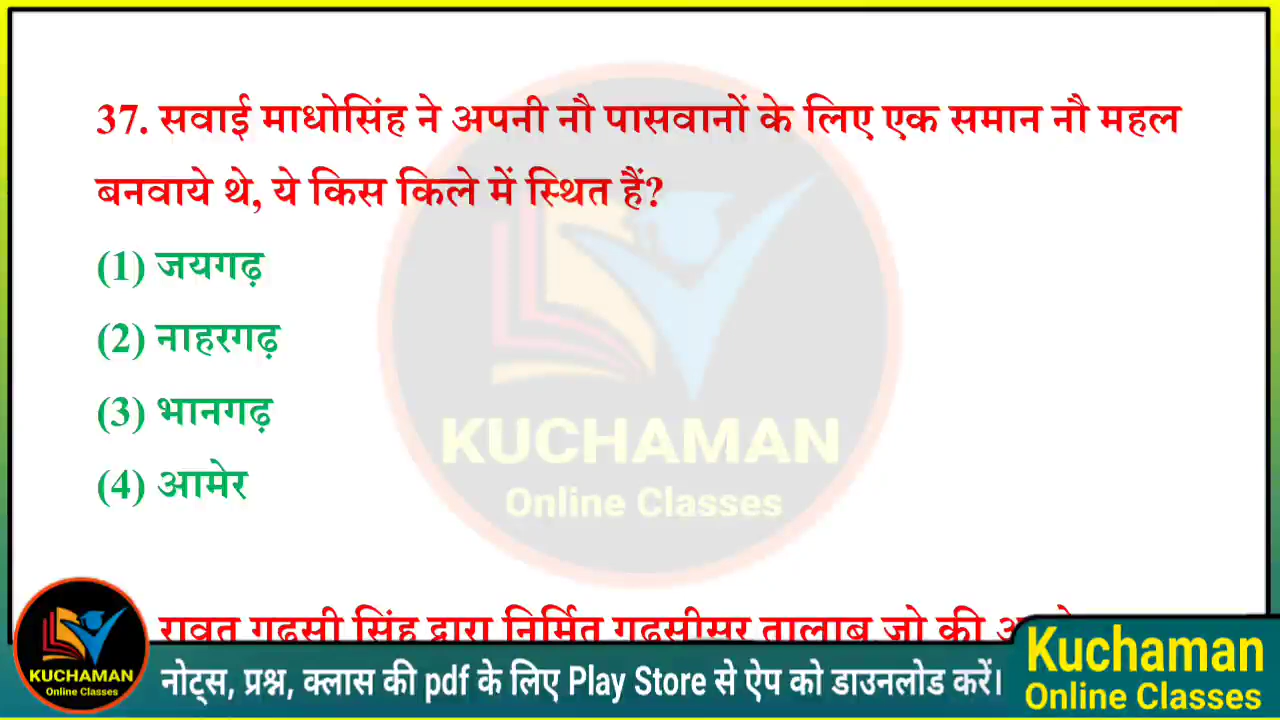 37. सवाई माधोसिंह ने अपनी नौ पासवानों के लिए एक समान नौ महल
बनवाये थे, ये किस किले में स्थित हैं?
(1) जयगढ़
(2) नाहरगढ़
(3) भानगढ़
(4) आमेर
KUCHAMAN
Online Classes
रावत गढ़सी सिंह द्वारा निर्मित गढ़सीसर तालाब जो की
KUCHAMAN
Online Classes
नोट्स, प्रश्न, क्लास की pdf के लिए Play Store से ऐप को डाउनलोड करें।
Kuchaman
Online Classes